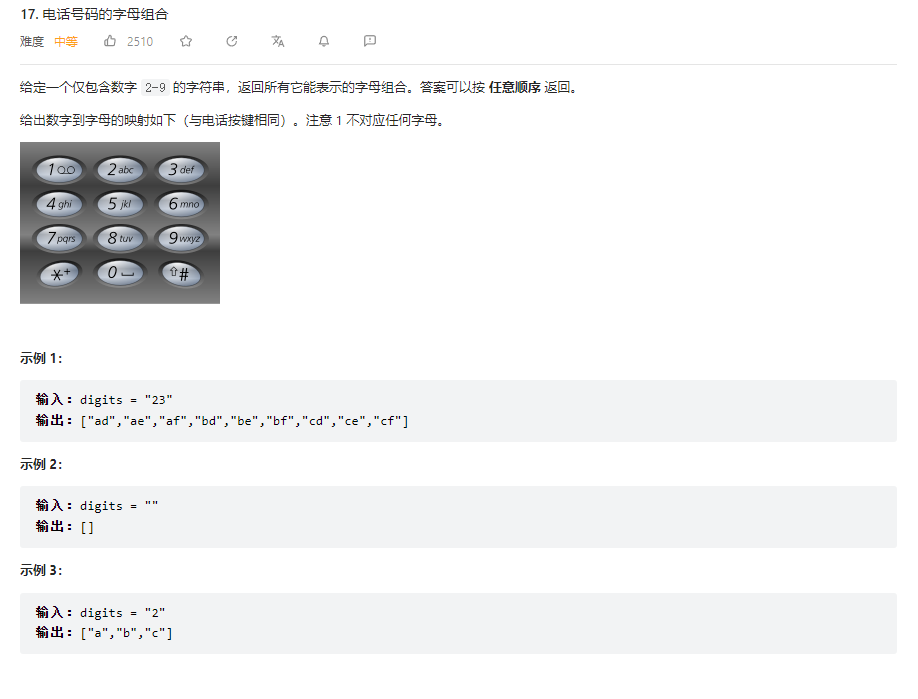 17. 电话号码的字母组合
难度 中等 2510
给定一个仅包含数字 2-9 的字符串，返回所有它能表示的字母组合。答案可以按 任意顺序 返回。
给出数字到字母的映射如下（与电话按键相同）。注意 1 不对应任何字母。
1 2 abc 3 def
4 ghi 5 jkl 6 mno
7 pqrs 8 tuv 9 wxyz
* + 0 #
示例 1：
输入：digits = "23"
输出：["ad","ae","af","bd","be","bf","cd","ce","cf"]
示例 2：
输入：digits = ""
输出：[]
示例 3：
输入：digits = "2"
输出：["a","b","c"]